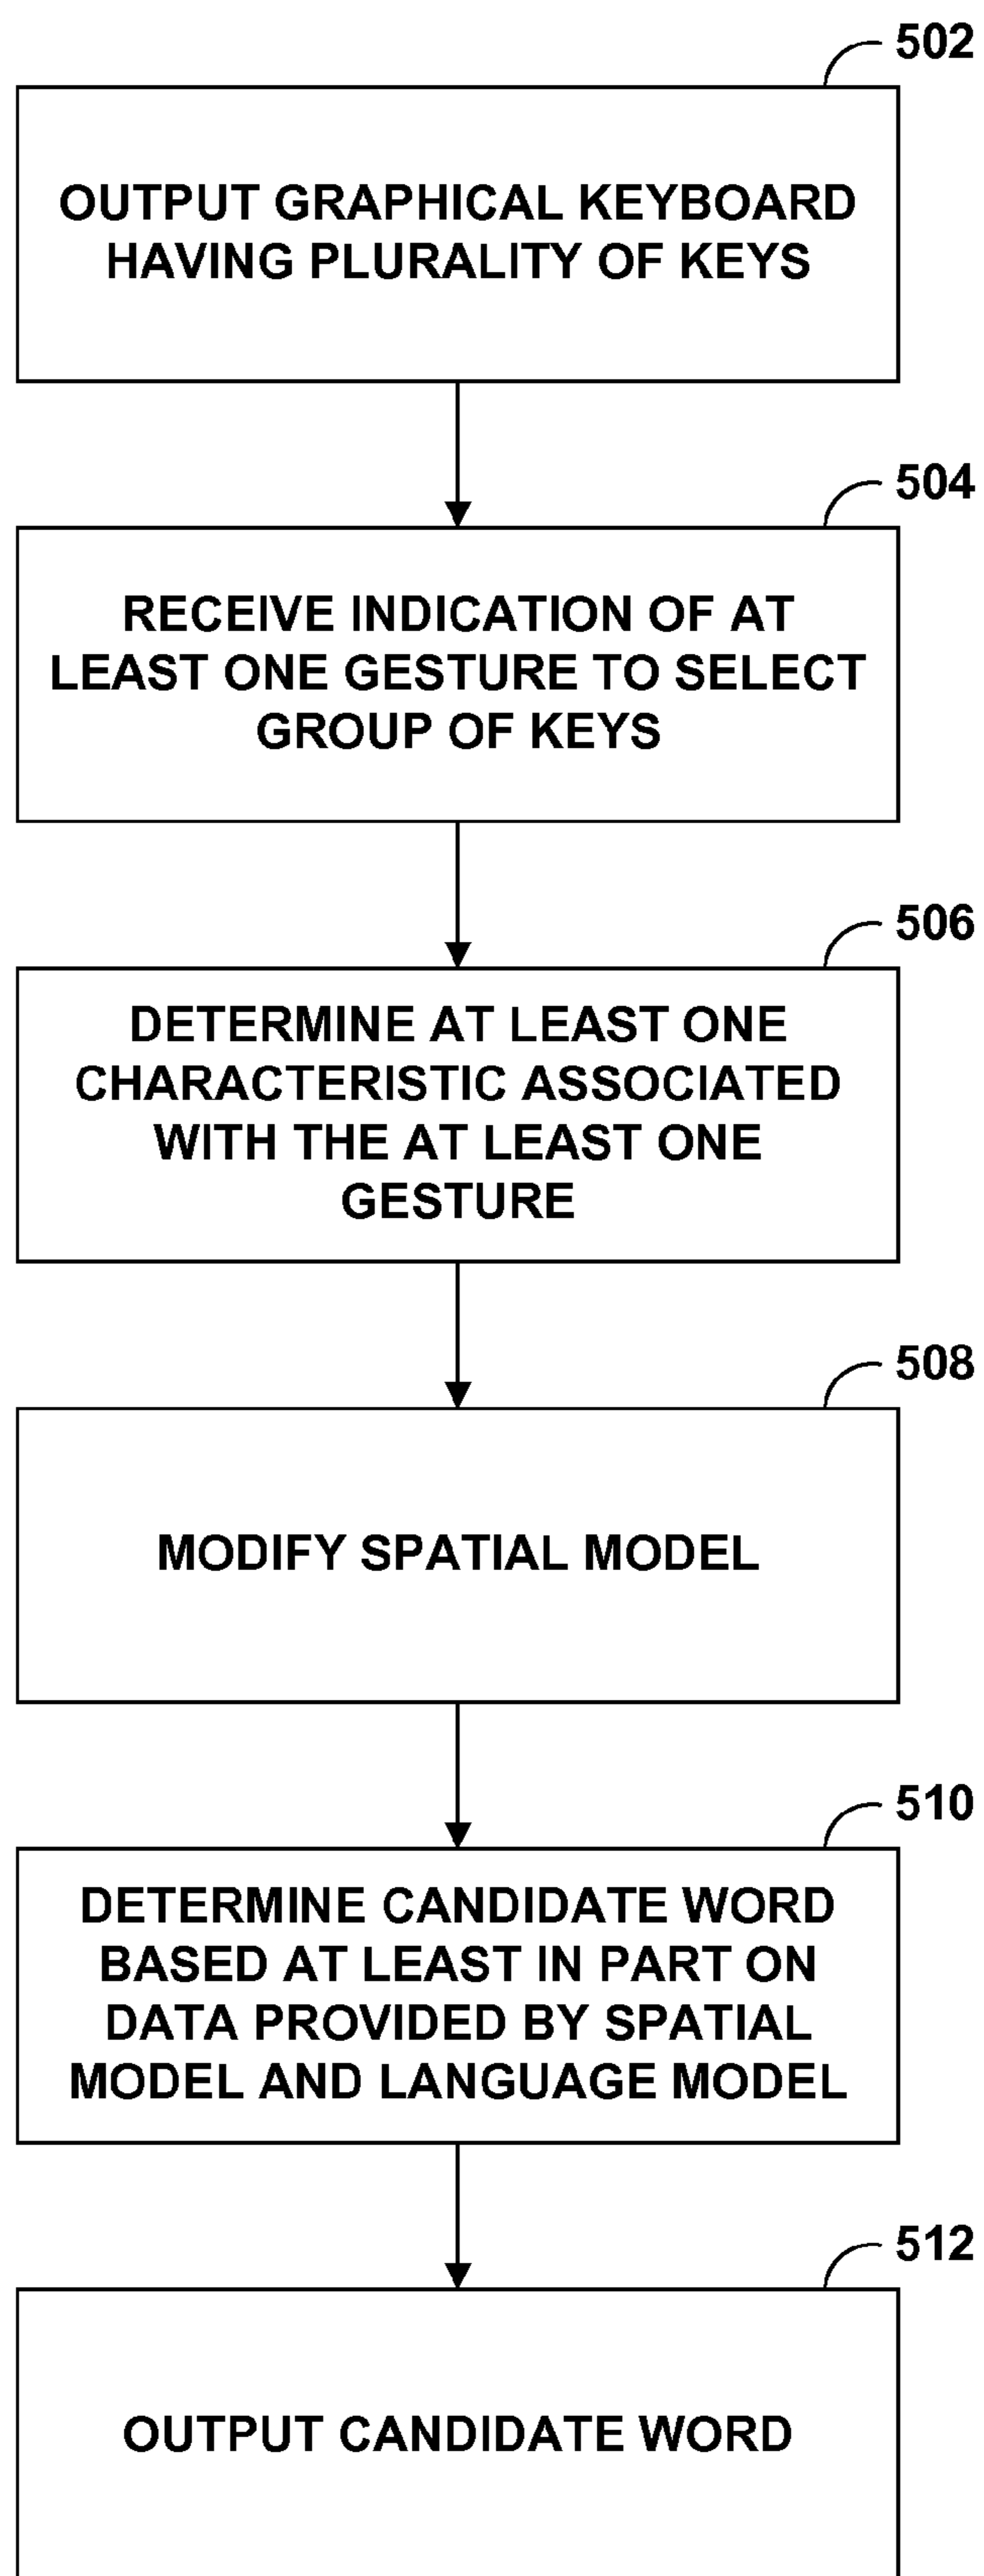 502
OUTPUT GRAPHICAL KEYBOARD
HAVING PLURALITY OF KEYS
504
RECEIVE INDICATION OF AT
LEAST ONE GESTURE TO SELECT
GROUP OF KEYS
506
DETERMINE AT LEAST ONE
CHARACTERISTIC ASSOCIATED
WITH THE AT LEAST ONE
GESTURE
508
MODIFY SPATIAL MODEL
510
DETERMINE CANDIDATE WORD
BASED AT LEAST IN PART ON
DATA PROVIDED BY SPATIAL
MODEL AND LANGUAGE MODEL
512
OUTPUT CANDIDATE WORD